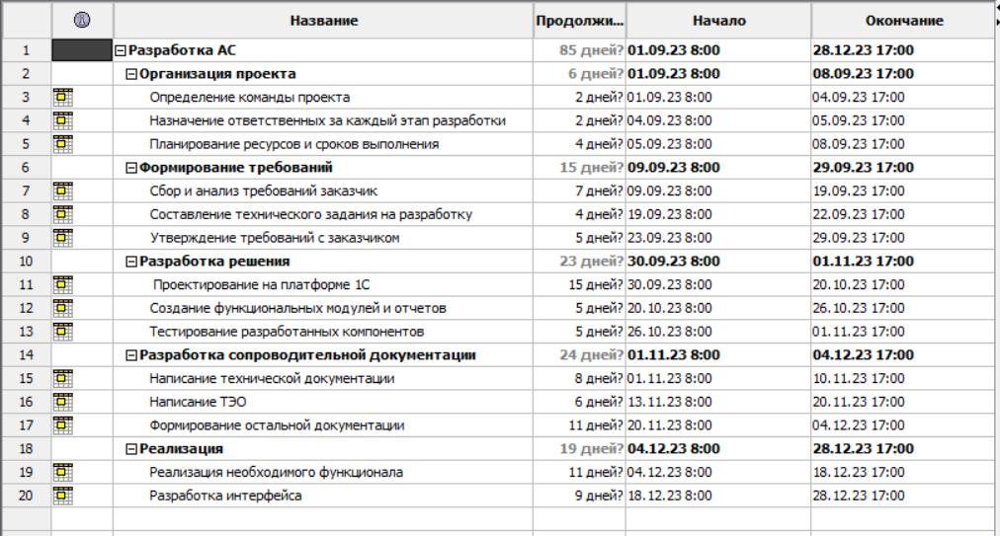 Название Продолжи... Начало Окончание
1 Разработка АС 85 дней? 01.09.23 8:00 28.12.23 17:00
2 Организация проекта 6 дней? 01.09.23 8:00 08.09.23 17:00
3 Определение команды проекта 2 дней? 01.09.23 8:00 04.09.23 17:00
4 Назначение ответственных за каждый этап разработки 2 дней? 04.09.23 8:00 05.09.23 17:00
5 Планирование ресурсов и сроков выполнения 4 дней? 05.09.23 8:00 08.09.23 17:00
6 Формирование требований 15 дней? 09.09.23 8:00 29.09.23 17:00
7 Сбор и анализ требований заказчик 7 дней? 09.09.23 8:00 19.09.23 17:00
8 Составление технического задания на разработку 4 дней? 19.09.23 8:00 22.09.23 17:00
9 Утверждение требований с заказчиком 5 дней? 23.09.23 8:00 29.09.23 17:00
10 Разработка решения 23 дней? 30.09.23 8:00 01.11.23 17:00
11 Проектирование на платформе 1С 15 дней? 30.09.23 8:00 20.10.23 17:00
12 Создание функциональных модулей и отчетов 5 дней? 20.10.23 8:00 26.10.23 17:00
13 Тестирование разработанных компонентов 5 дней? 26.10.23 8:00 01.11.23 17:00
14 Разработка сопроводительной документации 24 дней? 01.11.23 8:00 04.12.23 17:00
15 Написание технической документации 8 дней? 01.11.23 8:00 10.11.23 17:00
16 Написание ТЭО 6 дней? 13.11.23 8:00 20.11.23 17:00
17 Формирование остальной документации 11 дней? 20.11.23 8:00 04.12.23 17:00
18 Реализация 19 дней? 04.12.23 8:00 28.12.23 17:00
19 Реализация необходимого функционала 11 дней? 04.12.23 8:00 18.12.23 17:00
20 Разработка интерфейса 9 дней? 18.12.23 8:00 28.12.23 17:00